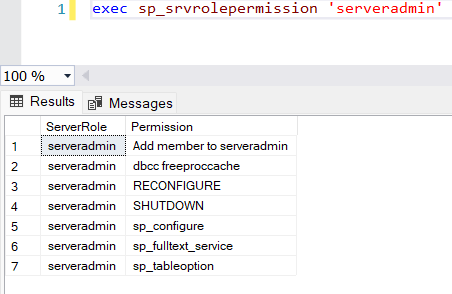 1 exec sp_srvrolepermission 'serveradmin'
100 %
Results Messages
ServerRole Permission
1 serveradmin Add member to serveradmin
2 serveradmin dbcc freeproccache
3 serveradmin RECONFIGURE
4 serveradmin SHUTDOWN
5 serveradmin sp_configure
6 serveradmin sp_fulltext_service
7 serveradmin sp_tableoption